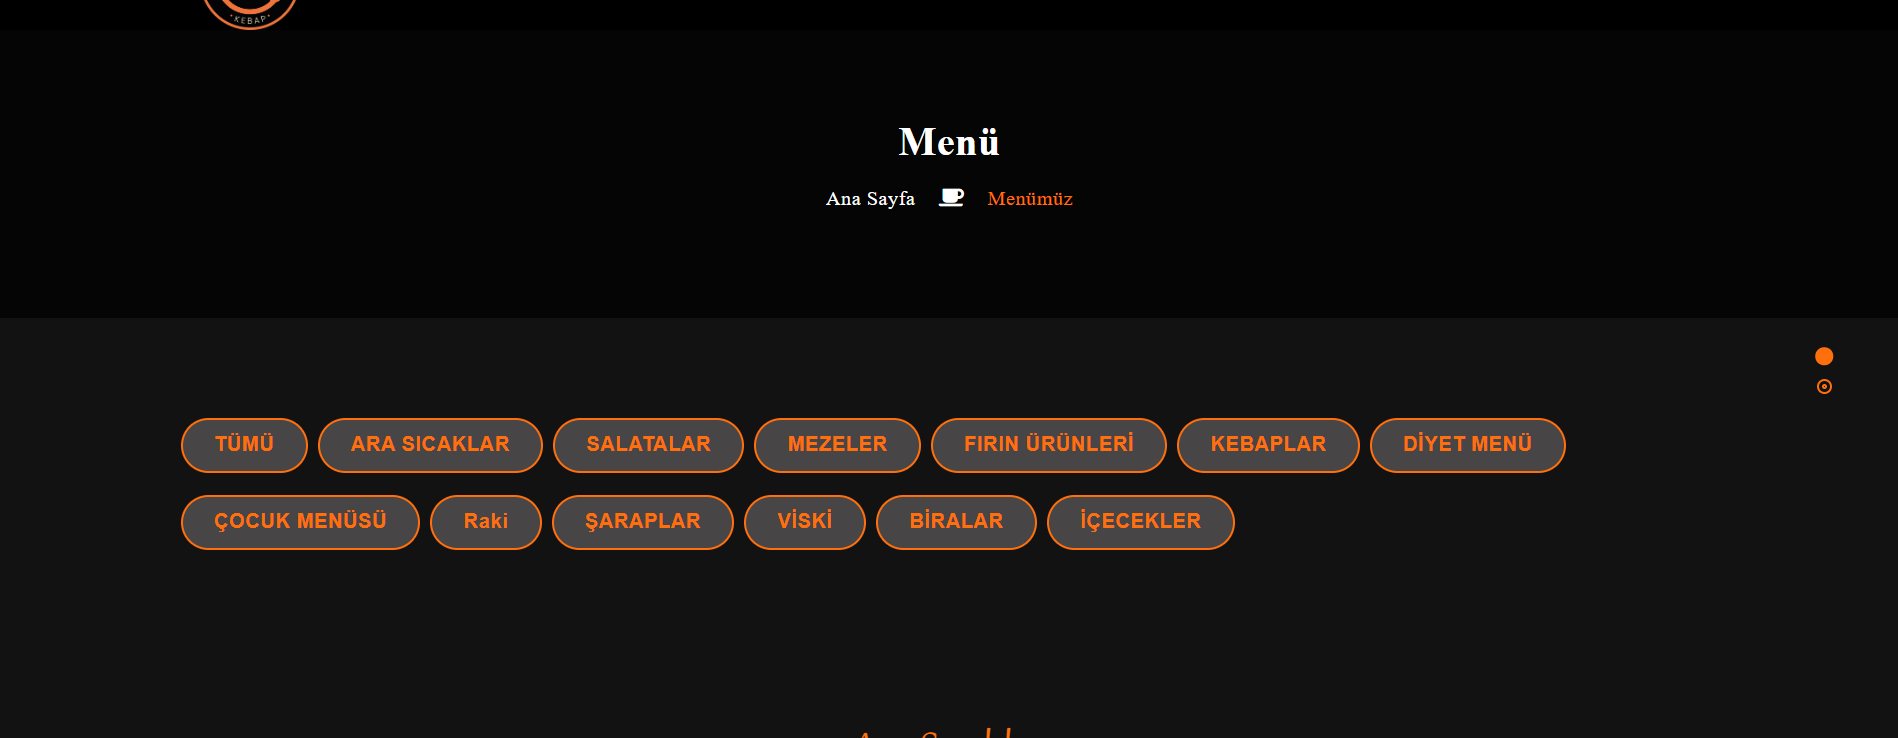 • KEBAP •
Menü
Ana Sayfa Menümüz
TÜMÜ ARA SICAKLAR SALATALAR MEZELER FIRIN ÜRÜNLERİ KEBAPLAR DİYET MENÜ
ÇOCUK MENÜSÜ Raki ŞARAPLAR VİSKİ BİRALAR İÇECEKLER